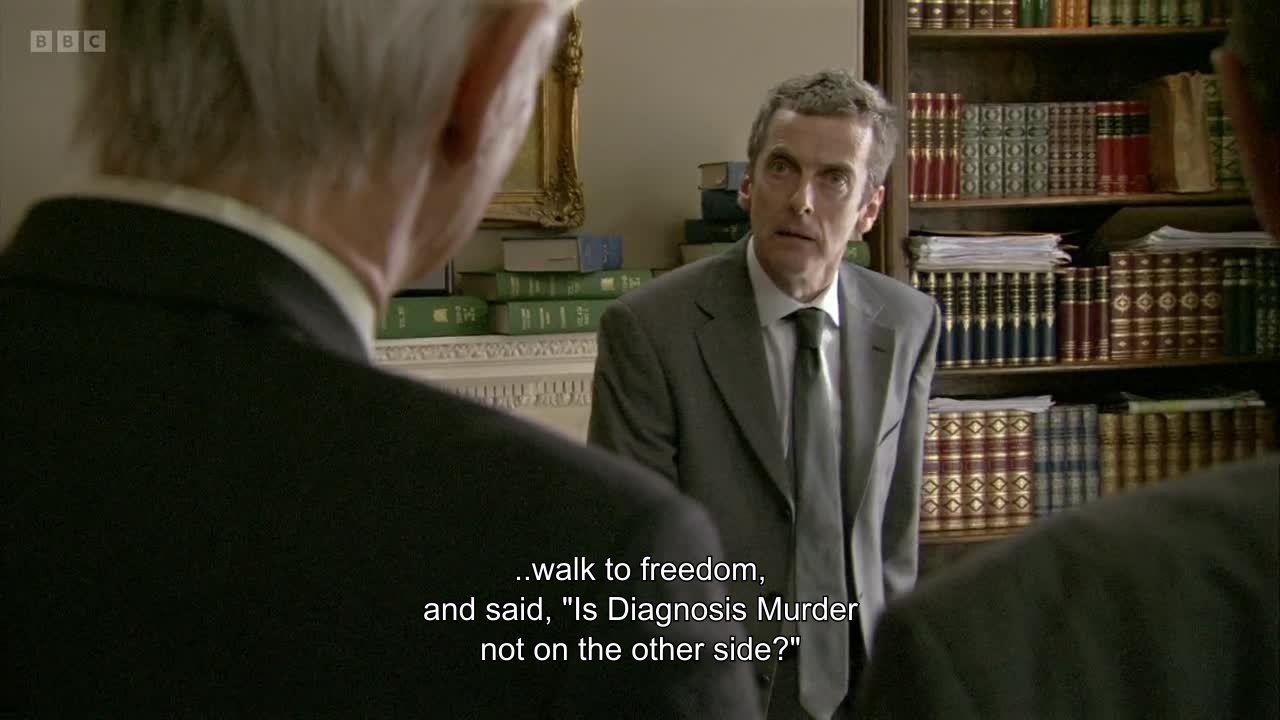 BBC
..walk to freedom,
and said, "Is Diagnosis Murder
not on the other side?"